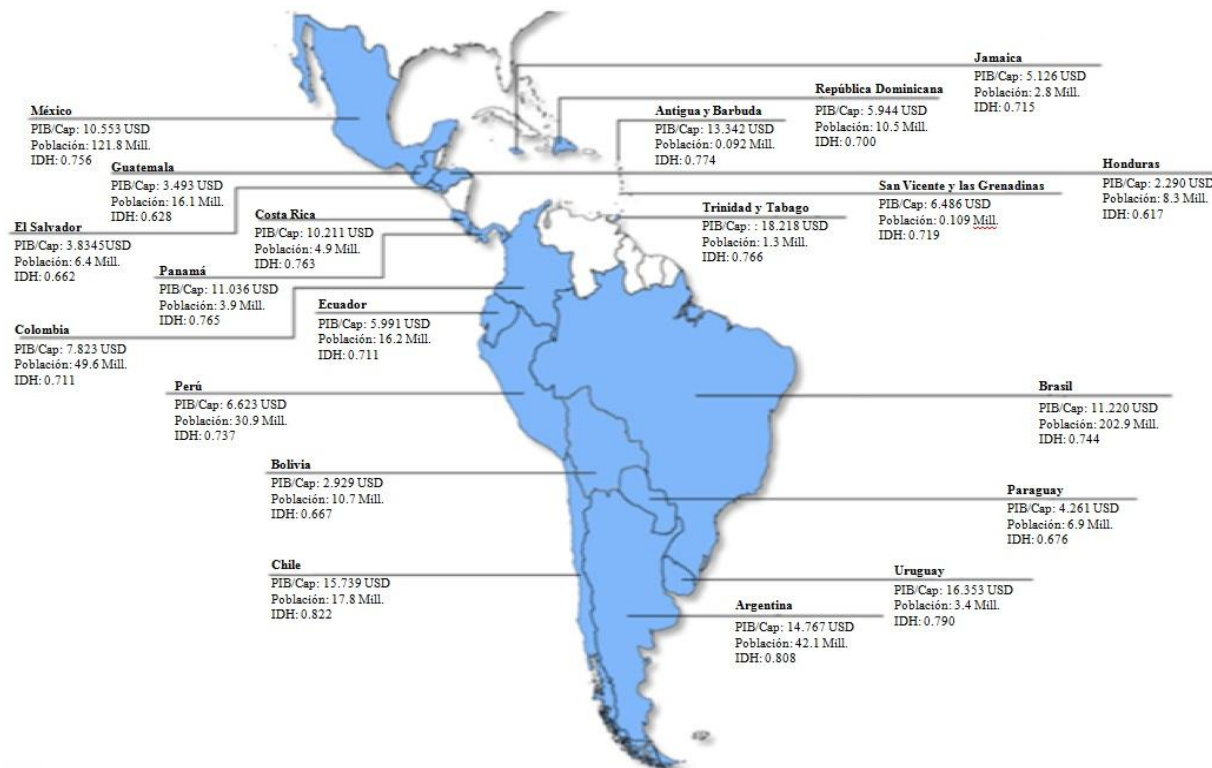 Jamaica
PIB/Cap: 5.126 USD
Población: 2.8 Mill.
IDH: 0.715
República Dominicana
PIB/Cap: 5.944 USD
Población: 10.5 Mill.
IDH: 0.700
Antigua y Barbuda
PIB/Cap: 13.342 USD
Población: 0.092 Mill.
IDH: 0.774
México
PIB/Cap: 10.553 USD
Población: 121.8 Mill.
IDH: 0.756
Guatemala
PIB/Cap: 3.493 USD
Población: 16.1 Mill.
IDH: 0.628
Honduras
PIB/Cap: 2.290 USD
Población: 8.3 Mill.
IDH: 0.617
San Vicente y las Grenadinas
PIB/Cap: 6.486 USD
Población: 0.109 Mill.
IDH: 0.719
Trinidad y Tabago
PIB/Cap: : 18.218 USD
Población: 1.3 Mill.
IDH: 0.766
Costa Rica
PIB/Cap: 10.211 USD
Población: 4.9 Mill.
IDH: 0.763
El Salvador
PIB/Cap: 3.8345USD
Población: 6.4 Mill.
IDH: 0.662
Panamá
PIB/Cap: 11.036 USD
Población: 3.9 Mill.
IDH: 0.765
Ecuador
PIB/Cap: 5.991 USD
Población: 16.2 Mill.
IDH: 0.711
Colombia
PIB/Cap: 7.823 USD
Población: 49.6 Mill.
IDH: 0.711
Perú
PIB/Cap: 6.623 USD
Población: 30.9 Mill.
IDH: 0.737
Brasil
PIB/Cap: 11.220 USD
Población: 202.9 Mill.
IDH: 0.744
Bolivia
PIB/Cap: 2.929 USD
Población: 10.7 Mill.
IDH: 0.667
Paraguay
PIB/Cap: 4.261 USD
Población: 6.9 Mill.
IDH: 0.676
Chile
PIB/Cap: 15.739 USD
Población: 17.8 Mill.
IDH: 0.822
Uruguay
PIB/Cap: 16.353 USD
Población: 3.4 Mill.
IDH: 0.790
Argentina
PIB/Cap: 14.767 USD
Población: 42.1 Mill.
IDH: 0.808